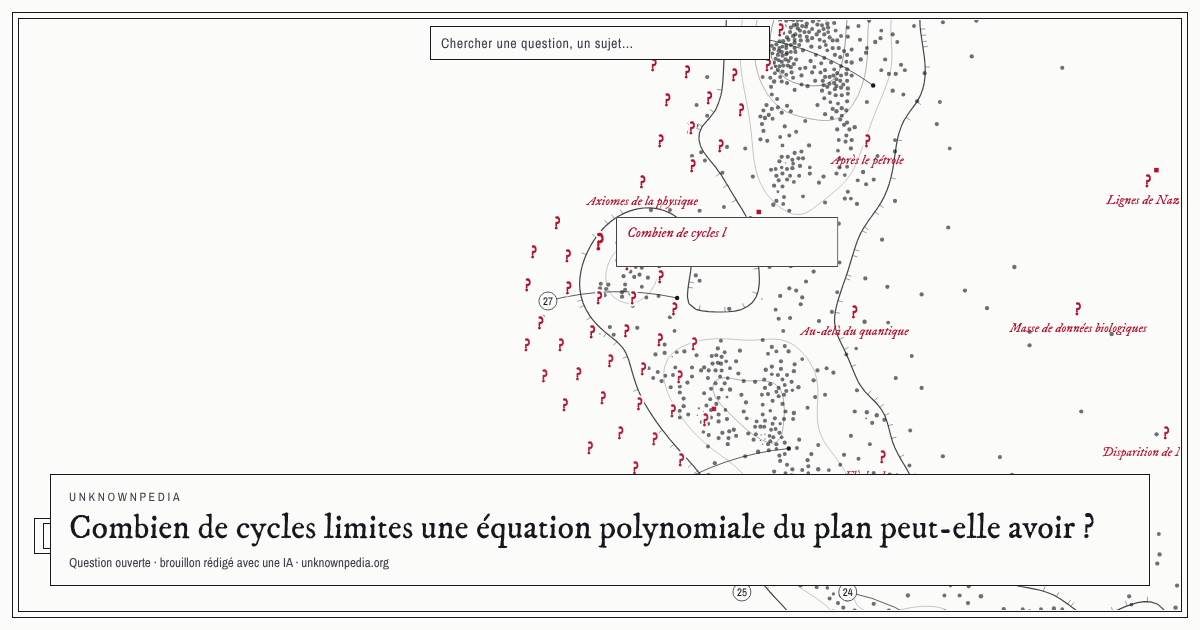 Chercher une question, un sujet...
Après le pétrole
Axiomes de la physique
Lignes de Naz
Combien de cycles l
27
Au-delà du quantique
Masse de données biologiques
Disparition de l
UNKNOWNPEDIA
Combien de cycles limites une équation polynomiale du plan peut-elle avoir ?
Question ouverte · brouillon rédigé avec une IA · unknownpedia.org
25
24